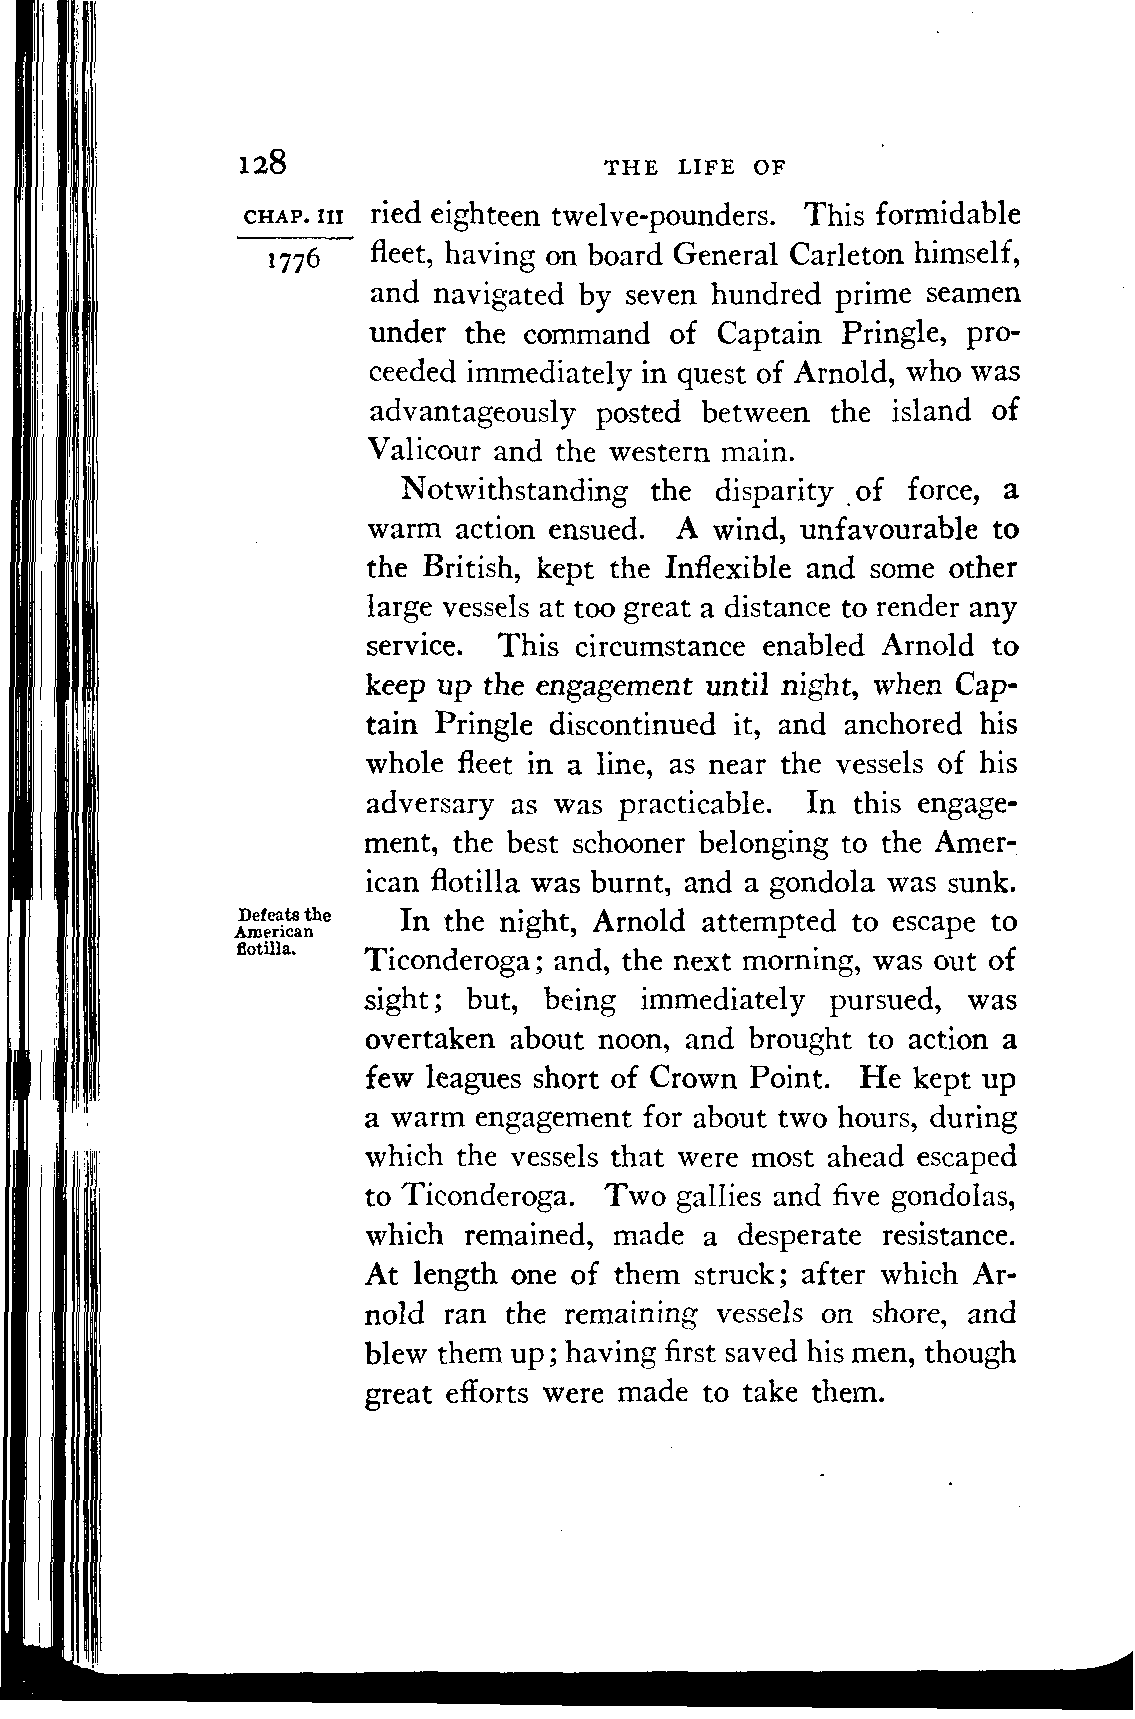 128 THE LIFE OF
CHAP. III
1776
ried eighteen twelve-pounders. This formidable
fleet, having on board General Carleton himself,
and navigated by seven hundred prime seamen
under the command of Captain Pringle, pro-
ceeded immediately in quest of Arnold, who was
advantageously posted between the island of
Valicour and the western main.
Notwithstanding the disparity of force, a
warm action ensued. A wind, unfavourable to
the British, kept the Inflexible and some other
large vessels at too great a distance to render any
service. This circumstance enabled Arnold to
keep up the engagement until night, when Cap-
tain Pringle discontinued it, and anchored his
whole fleet in a line, as near the vessels of his
adversary as was practicable. In this engage-
ment, the best schooner belonging to the Amer-
ican flotilla was burnt, and a gondola was sunk.
Defeats the
American
flotilla.
In the night, Arnold attempted to escape to
Ticonderoga; and, the next morning, was out of
sight; but, being immediately pursued, was
overtaken about noon, and brought to action a
few leagues short of Crown Point. He kept up
a warm engagement for about two hours, during
which the vessels that were most ahead escaped
to Ticonderoga. Two gallies and five gondolas,
which remained, made a desperate resistance.
At length one of them struck; after which Ar-
nold ran the remaining vessels on shore, and
blew them up; having first saved his men, though
great efforts were made to take them.